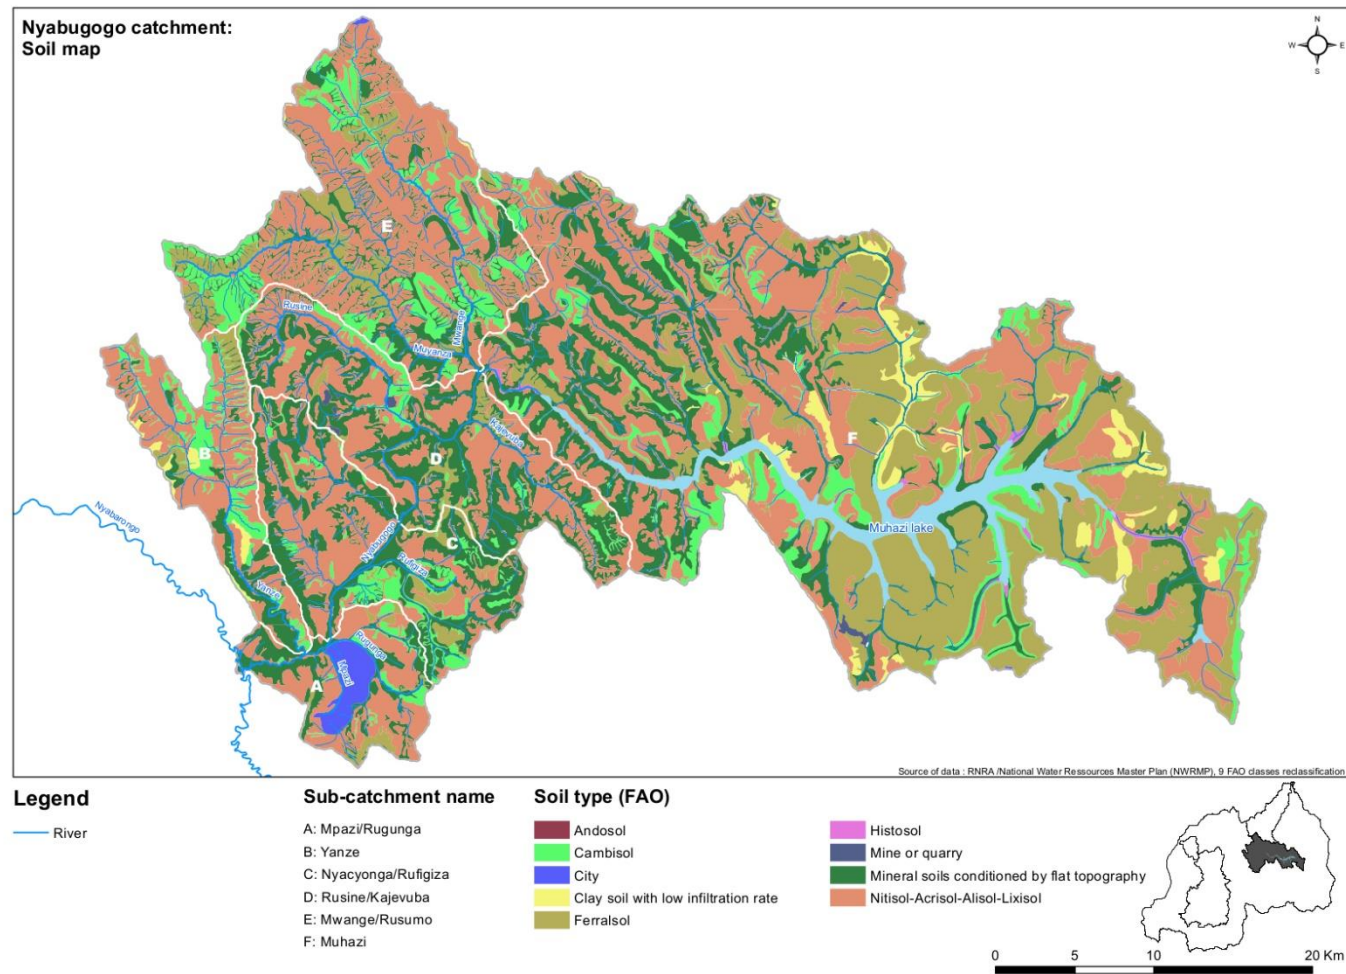 Nyabugogo catchment:
Soil map
N
W
E
S
E
Rusine
Mwange
Muyanza
Kajevuba
B
D
F
Nyabarongo
Nyabugogo
C
Muhazi lake
Rufigiza
Yanze
Rugunga
Mpazi
A
Source of data : RNRA /National Water Ressources Master Plan (NWRMP), 9 FAO classes reclassification
Legend
River
Sub-catchment name
A: Mpazi/Rugunga
B: Yanze
C: Nyacyonga/Rufigiza
D: Rusine/Kajevuba
E: Mwange/Rusumo
F: Muhazi
Soil type (FAO)
Andosol
Cambisol
City
Clay soil with low infiltration rate
Ferralsol
Histosol
Mine or quarry
Mineral soils conditioned by flat topography
Nitisol-Acrisol-Alisol-Lixisol
0 5 10 20 Km